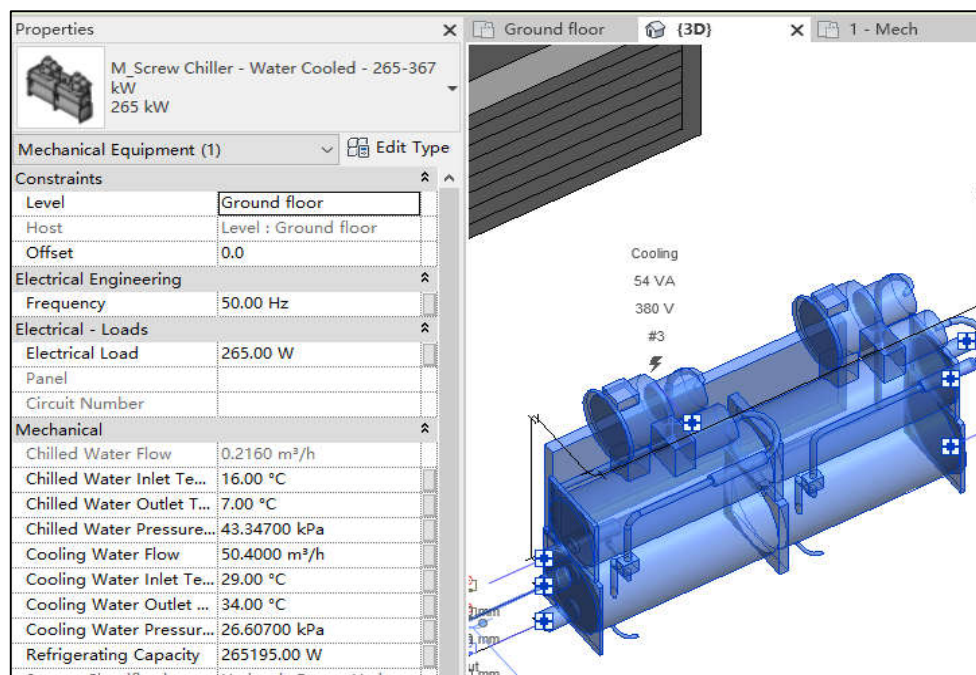 Properties
M_Screw Chiller - Water Cooled - 265-367
kW
265 kW
Mechanical Equipment (1)
Edit Type
Constraints
Level Ground floor
Host Level : Ground floor
Offset 0.0
Electrical Engineering
Frequency 50.00 Hz
Electrical - Loads
Electrical Load 265.00 W
Panel
Circuit Number
Mechanical
Chilled Water Flow 0.2160 m³/h
Chilled Water Inlet Te... 16.00 °C
Chilled Water Outlet T... 7.00 °C
Chilled Water Pressure... 43.34700 kPa
Cooling Water Flow 50.4000 m³/h
Cooling Water Inlet Te... 29.00 °C
Cooling Water Outlet ... 34.00 °C
Cooling Water Pressur... 26.60700 kPa
Refrigerating Capacity 265195.00 W
Ground floor
{3D}
1 - Mech
Cooling
54 VA
380 V
#3
mm
mm
mm